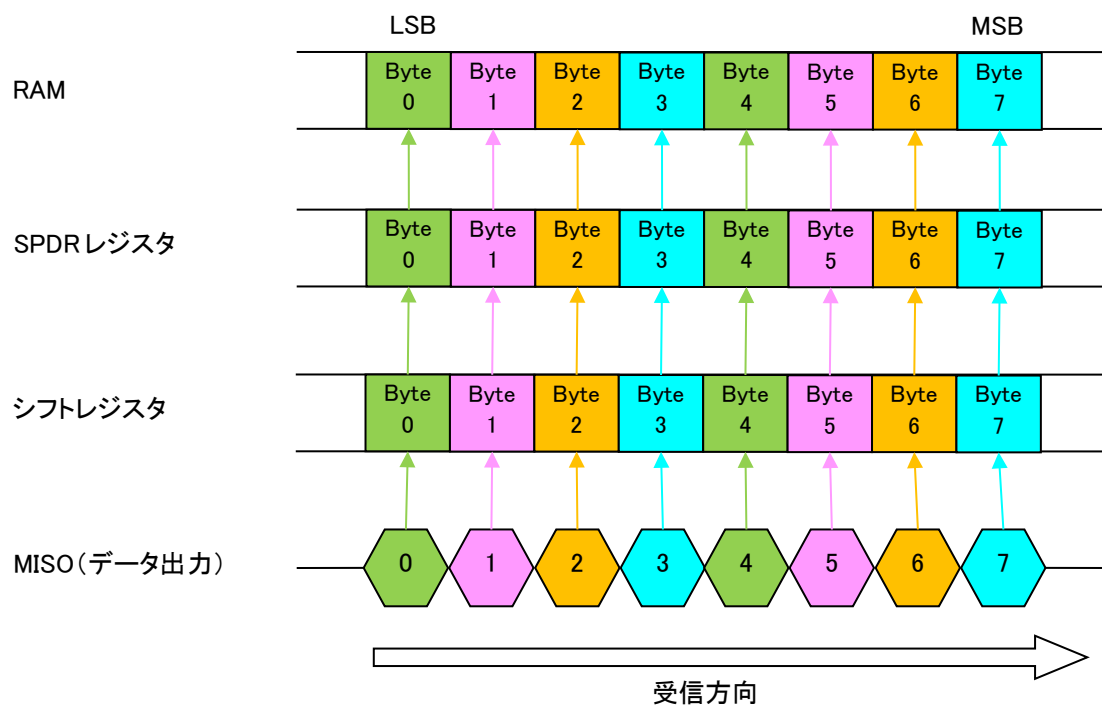 LSB MSB
RAM
Byte Byte Byte Byte Byte Byte Byte Byte
0 1 2 3 4 5 6 7
SPDRレジスタ
Byte Byte Byte Byte Byte Byte Byte Byte
0 1 2 3 4 5 6 7
シフトレジスタ
Byte Byte Byte Byte Byte Byte Byte Byte
0 1 2 3 4 5 6 7
MISO（データ出力） 0 1 2 3 4 5 6 7
受信方向